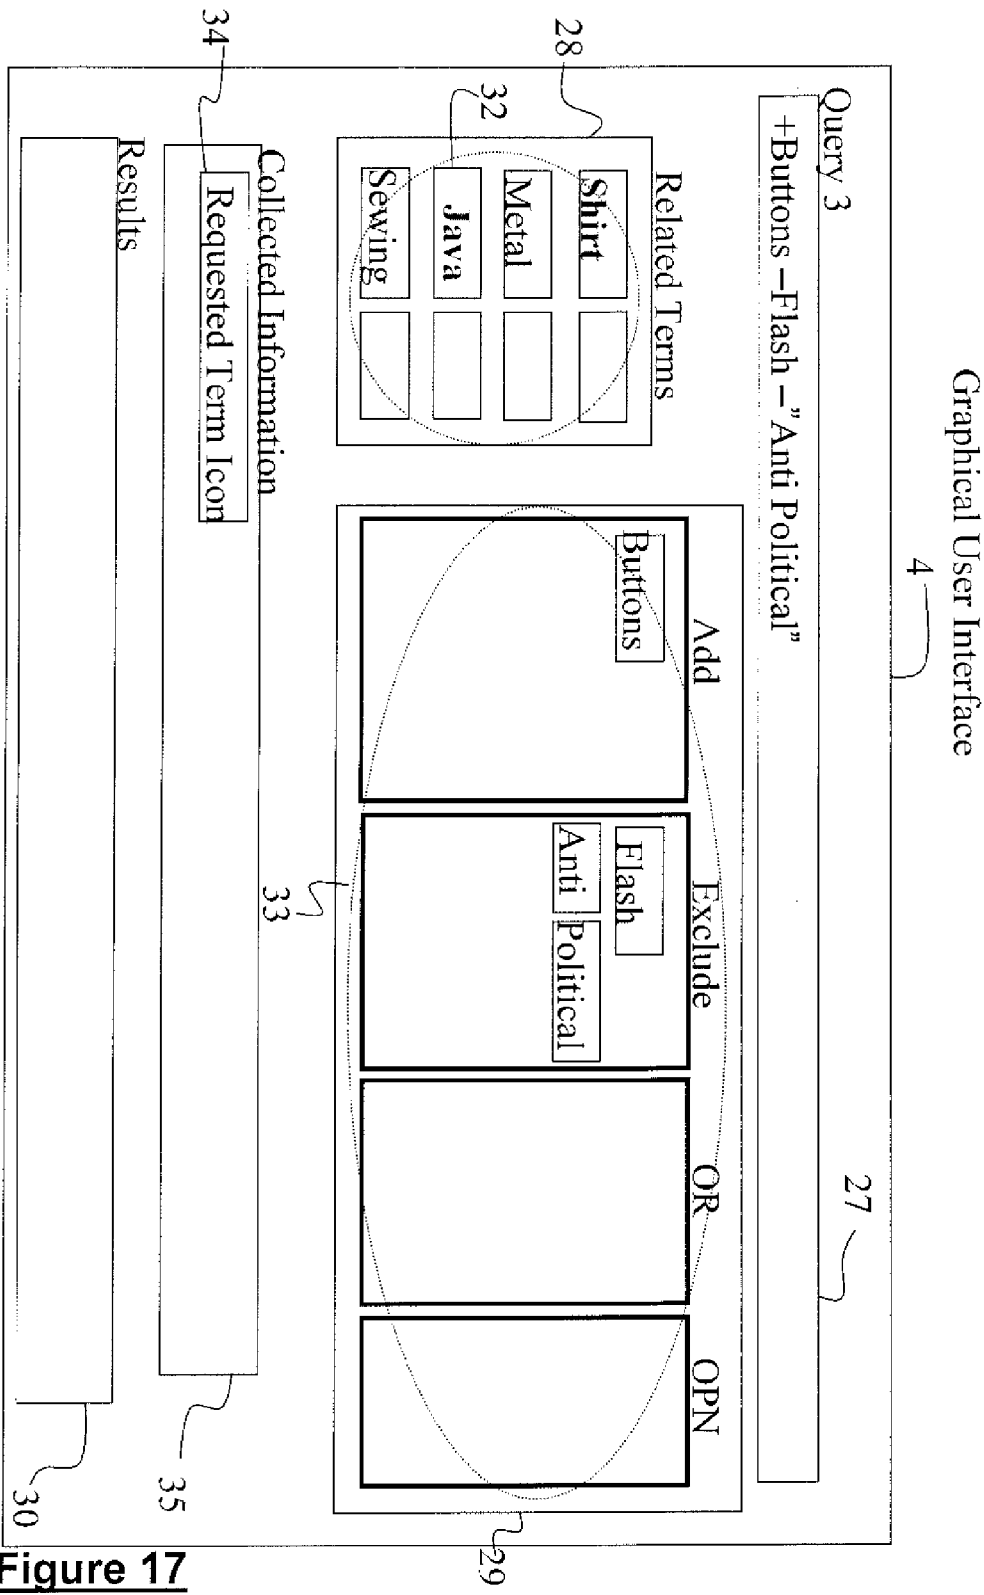 Graphical User Interface
4
Query 3
27
+Buttons –Flash –"Anti Political"
28
Related Terms
Shirt
Metal
32
Java
Sewing
Add
Exclude
OR
OPN
Buttons
Flash
Anti Political
33
29
34
Collected Information
Requested Term Icon
35
Results
30
Figure 17